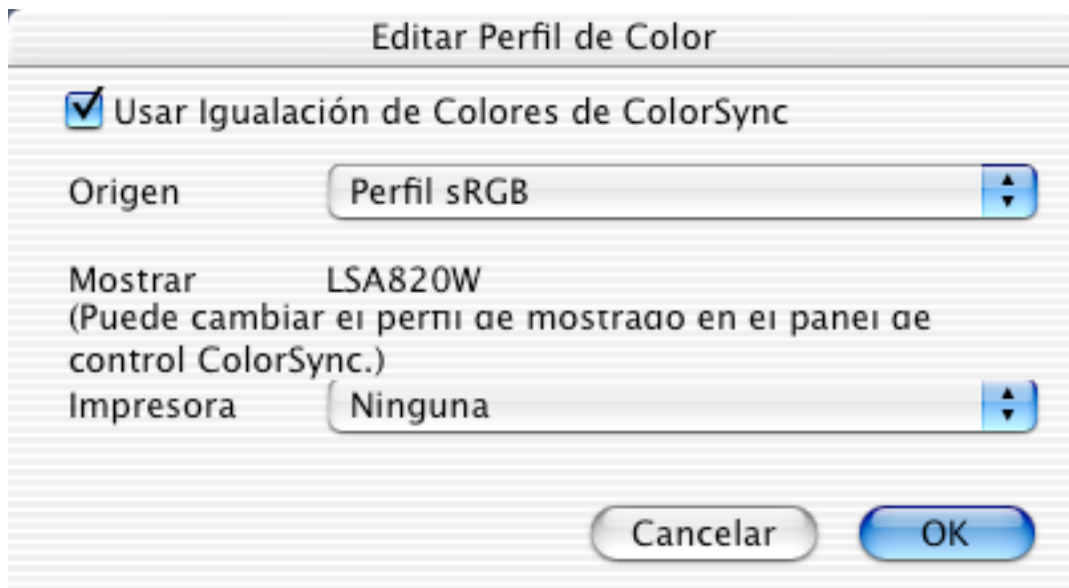 Editar Perfil de Color
Usar Igualación de Colores de ColorSync
Origen Perfil sRGB
Mostrar LSA820W
(Puede cambiar el perfil de mostrado en el panel de
control ColorSync.)
Impresora Ninguna
Cancelar OK